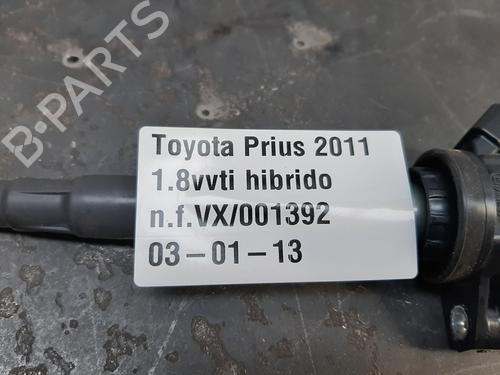 B-PARTS
Toyota Prius 2011
1.8vvti hibrido
n.f.VX/001392
03-01-13